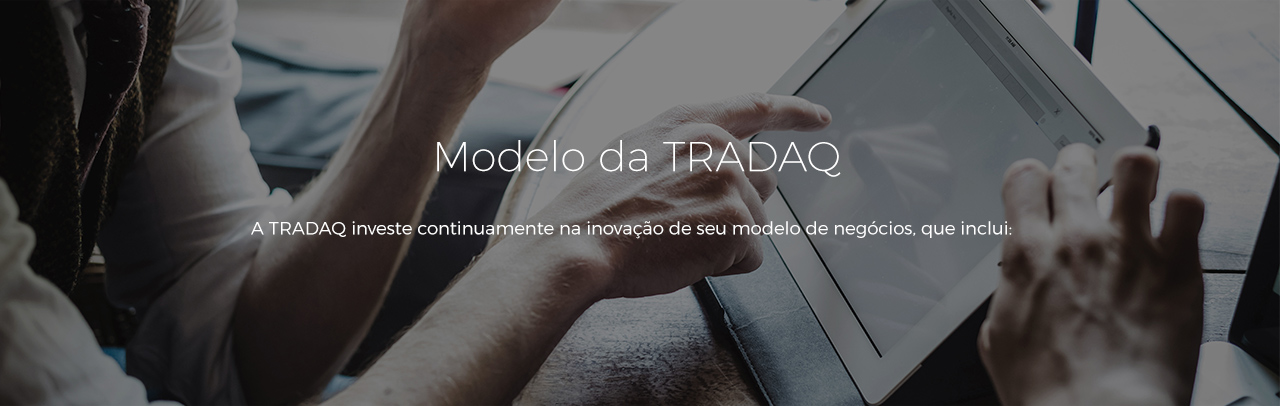 Modelo da TRADAQ
A TRADAQ investe continuamente na inovação de seu modelo de negócios, que inclui: